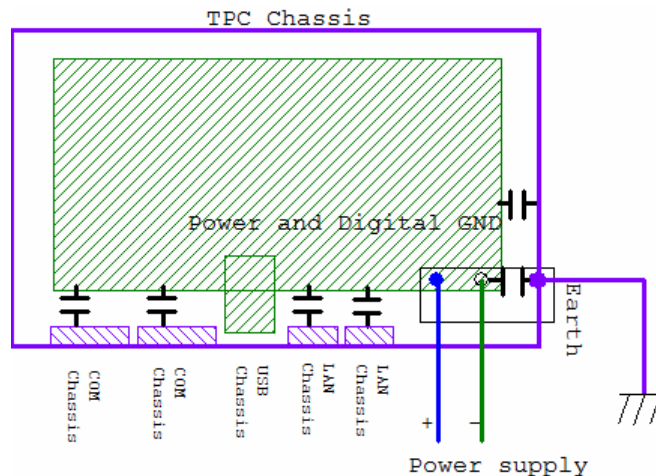 TPC Chassis
Power and Digital GND
Earth
COM
Chassis
COM
Chassis
USB
Chassis
LAN
Chassis
LAN
Chassis
+
-
Power supply